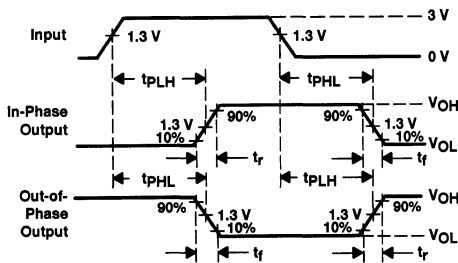 3 V
Input
1.3 V
1.3 V
0 V
tPLH
tPHL
In-Phase
Output
VOH
90%
90%
1.3 V
1.3 V
10%
10%
VOL
tr
tf
tPHL
tPLH
Out-of-
Phase
Output
VOH
90%
90%
1.3 V
1.3 V
10%
10%
VOL
tf
tr